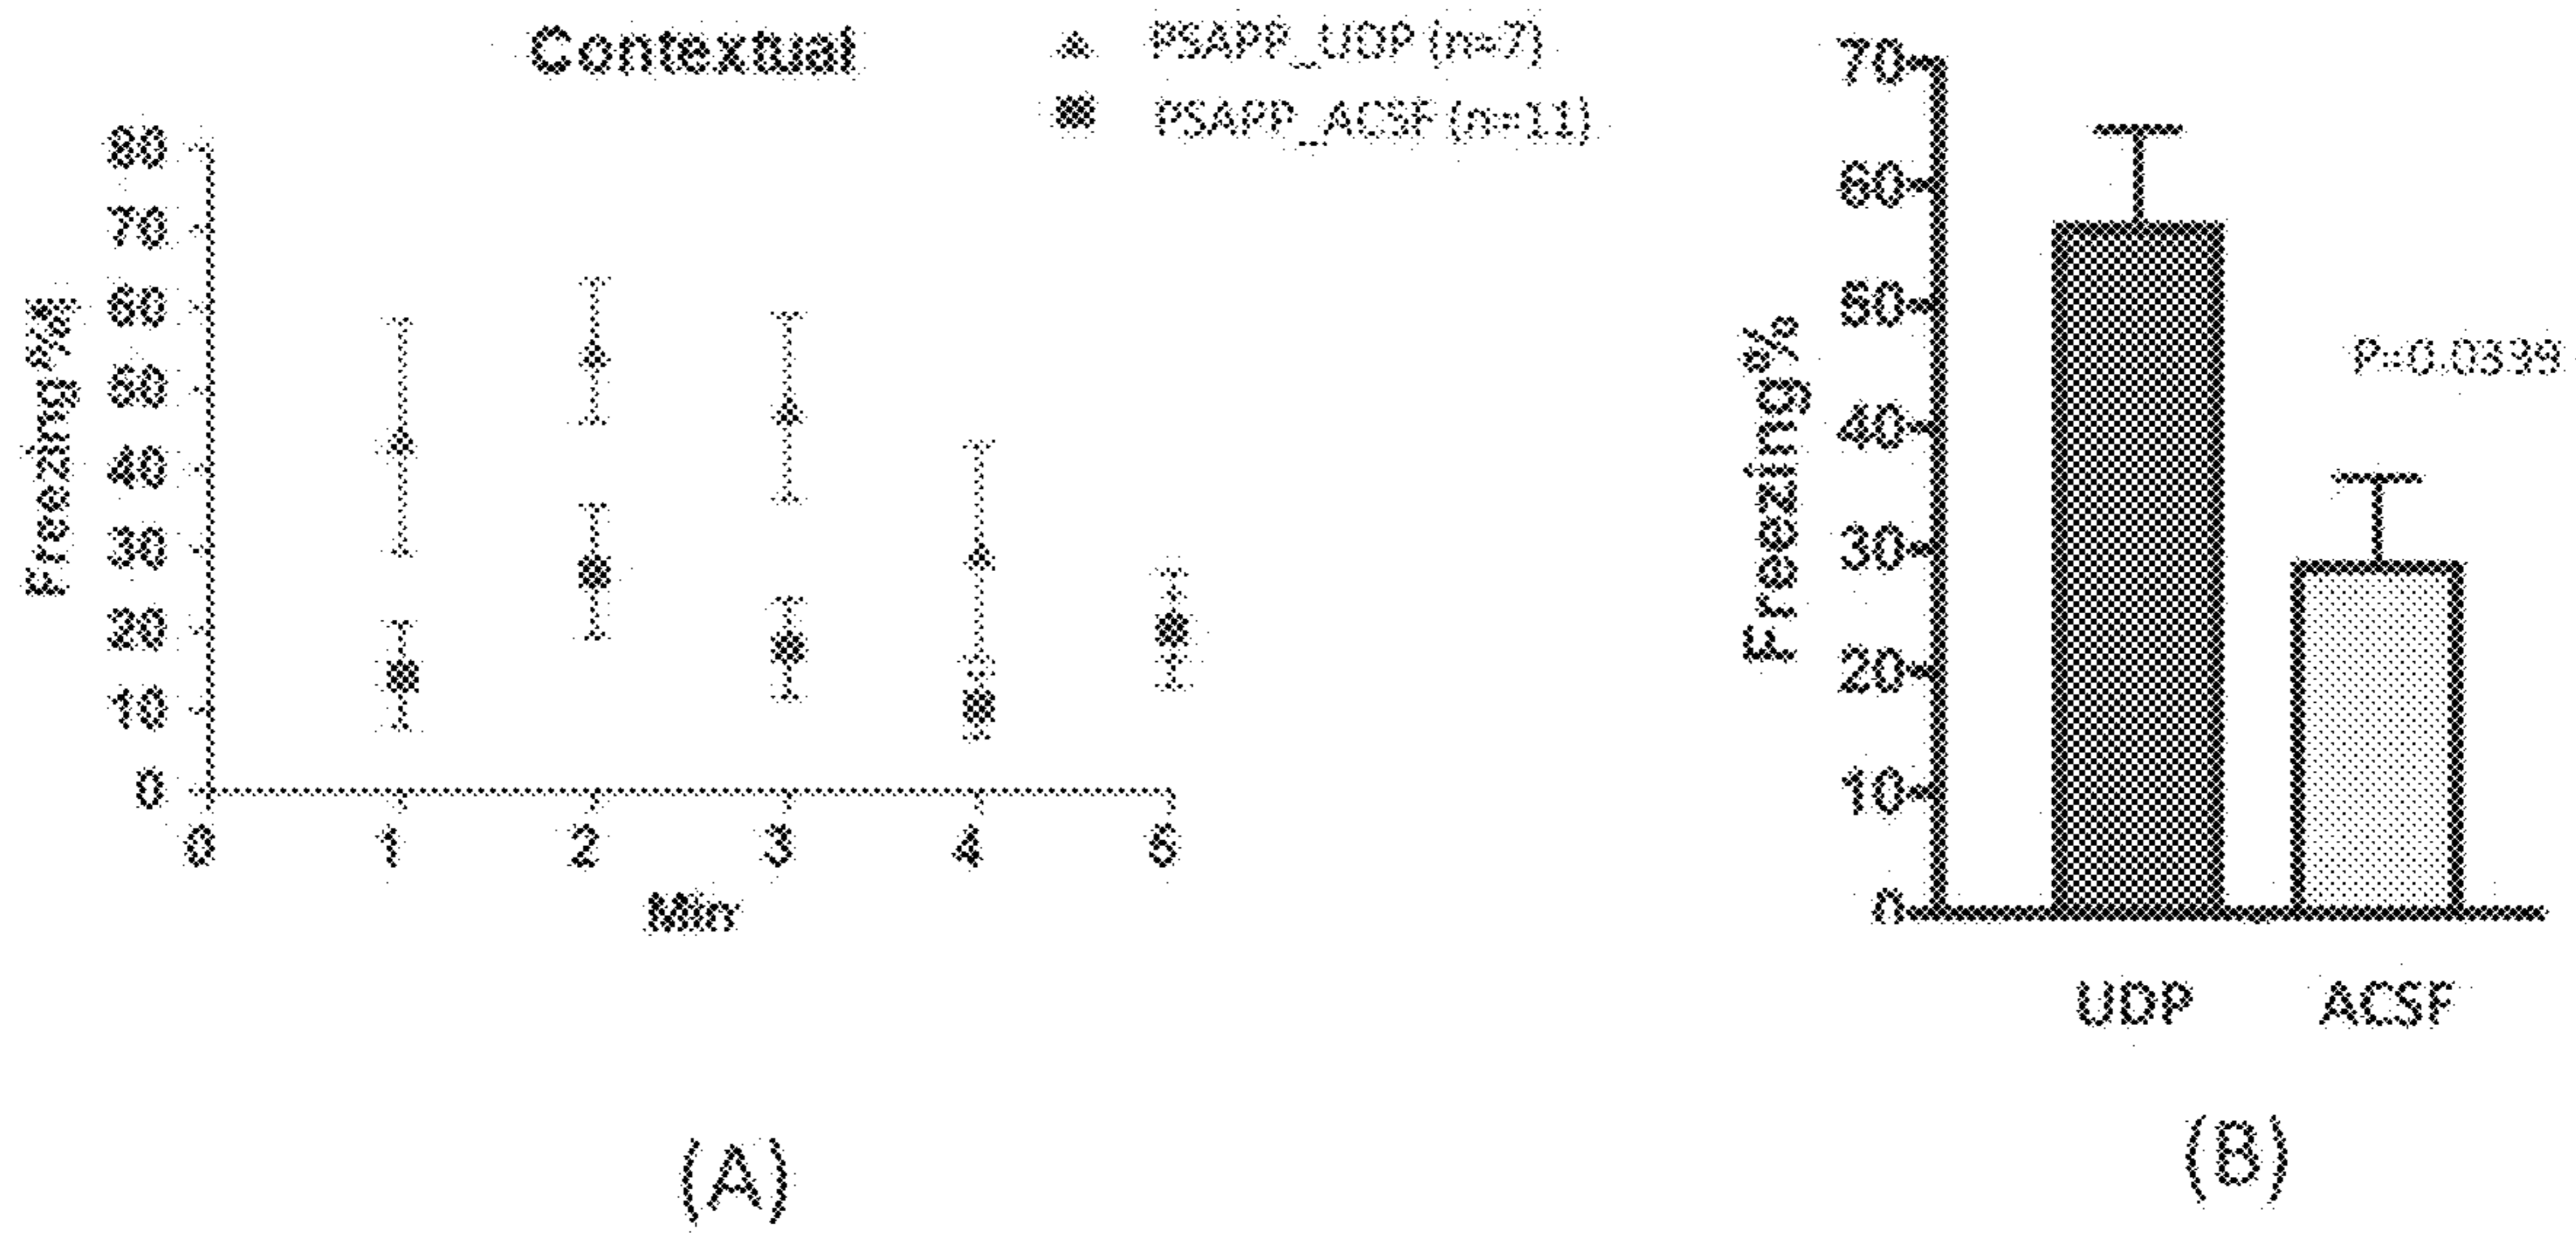 Contextual
PSAPP_UDP (n=7)
PSAPP_ACSF (n=11)
Freezing [%]
80
70
60
50
40
30
20
10
0
0 1 2 3 4 5
Min
(A)
Freezing%
70
60
50
40
30
20
10
0
P=0.0399
UDP ACSF
(B)